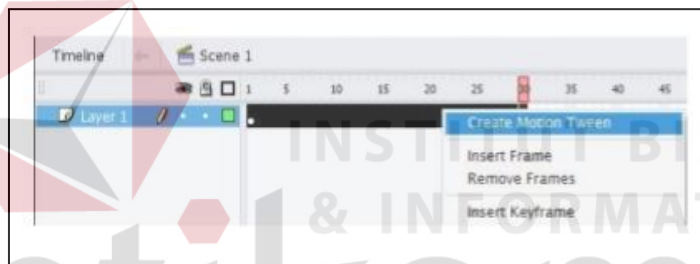 Timeline
Scene 1
1 5 10 15 20 25 30 35 40 45
Layer 1
Create Motion Tween
Insert Frame
Remove Frames
Insert Keyframe
INSTITUT BI
& INFORMAT